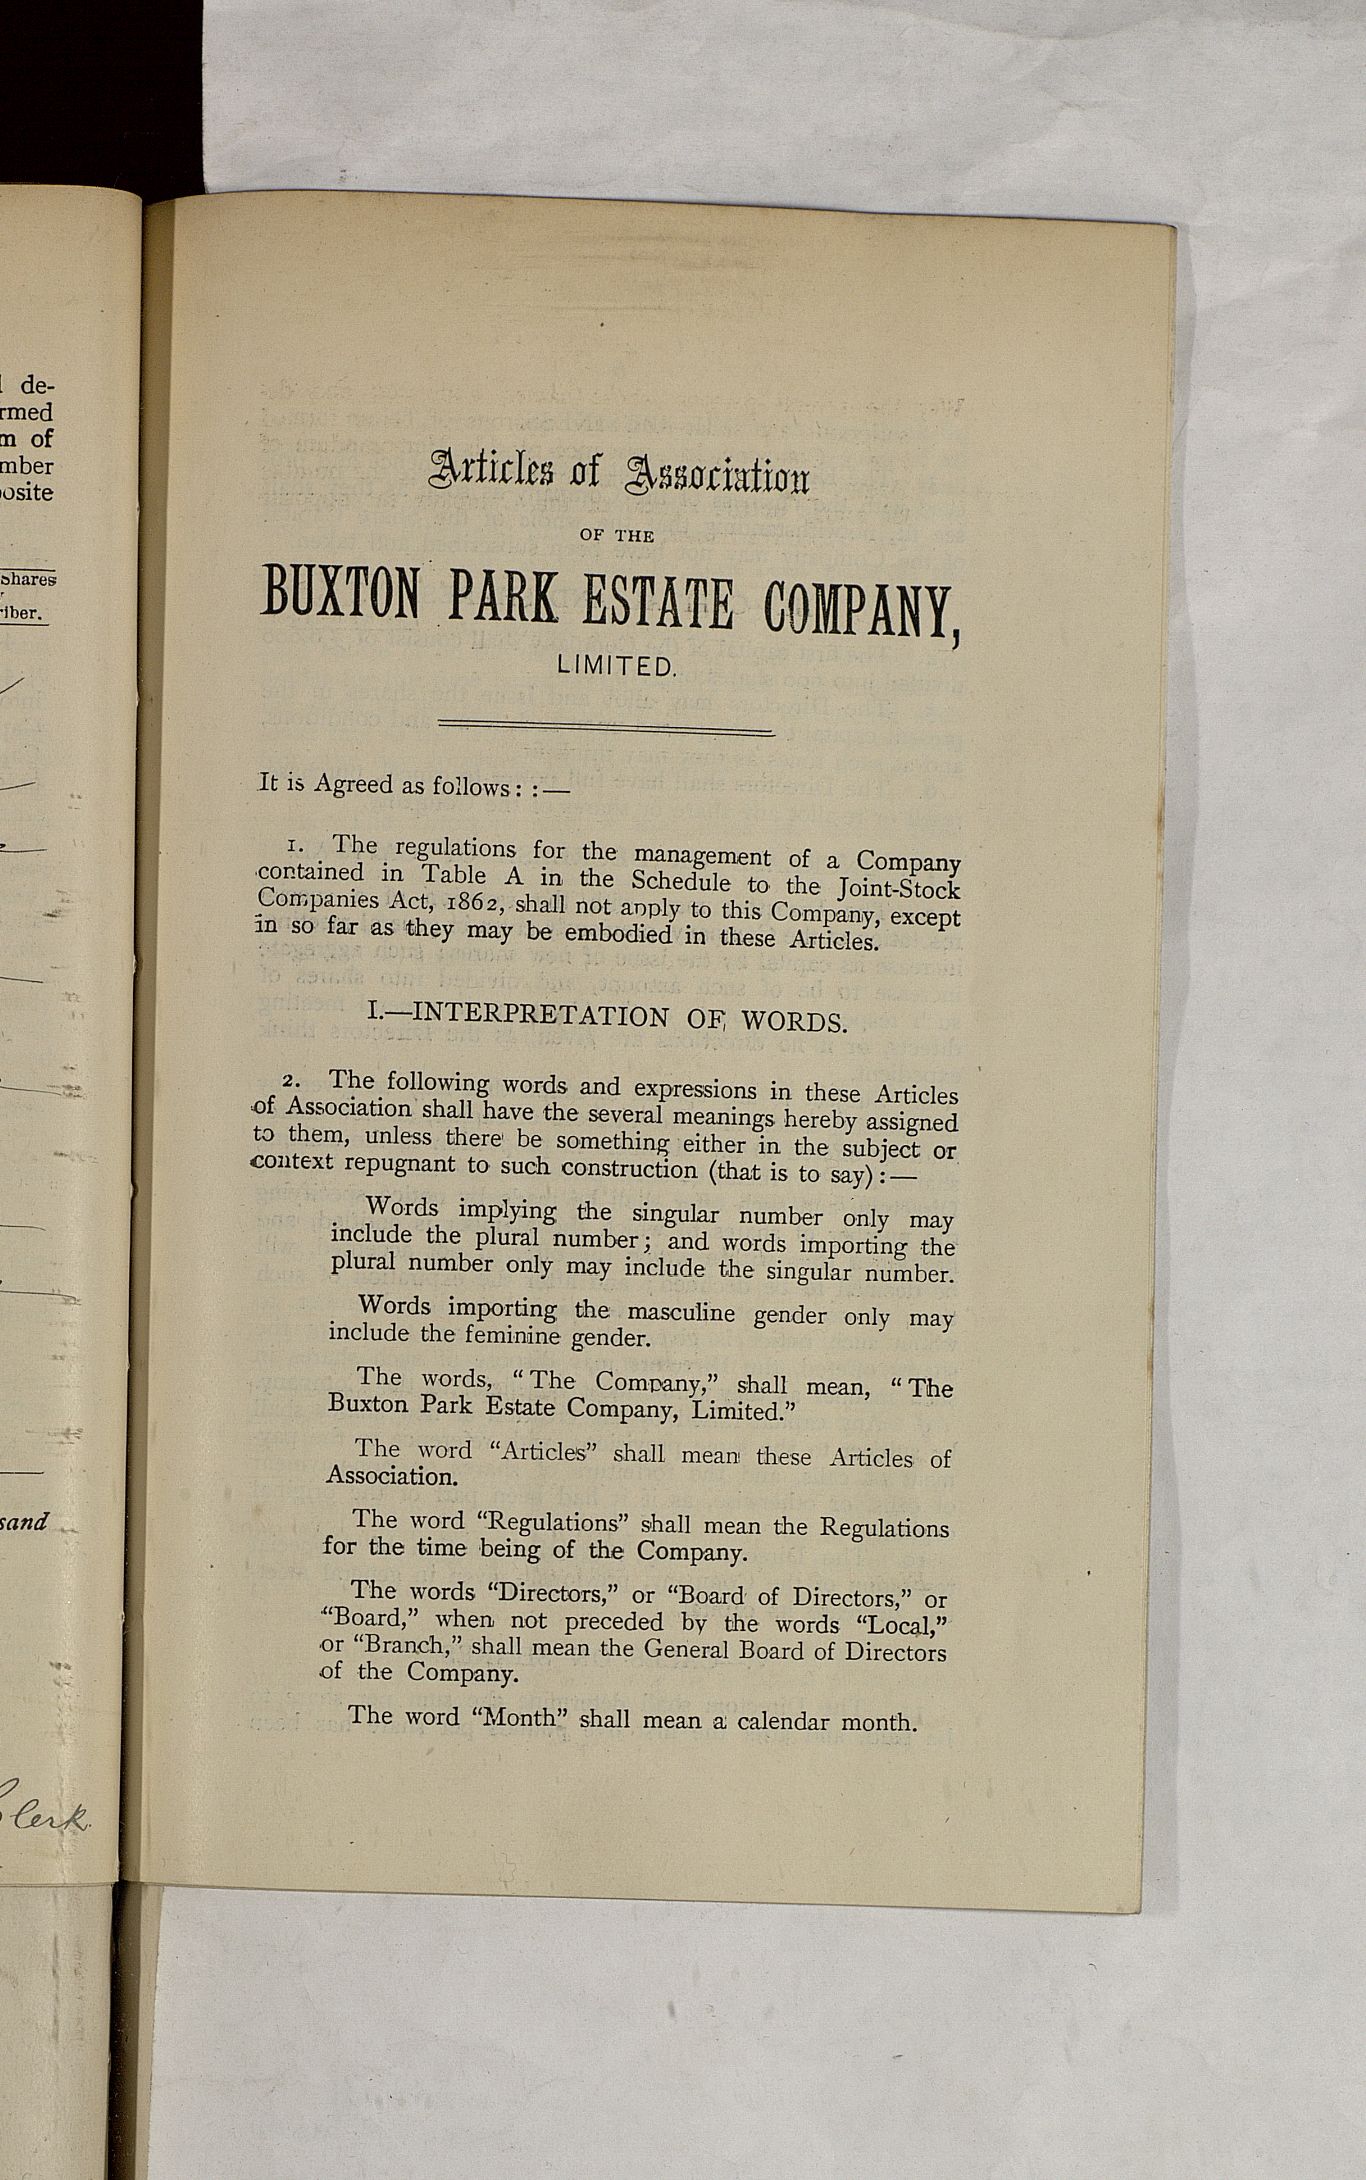 l de-
rmed
m of
mber
posite
Shares
riber.
sand
Clerk.
Articles of Association
OF THE
BUXTON PARK ESTATE COMPANY,
LIMITED.
It is Agreed as follows: :—
1. The regulations for the management of a Company
contained in Table A in the Schedule to the Joint-Stock
Companies Act, 1862, shall not apply to this Company, except
in so far as they may be embodied in these Articles.
I.—INTERPRETATION OF WORDS.
2. The following words and expressions in these Articles
of Association shall have the several meanings hereby assigned
to them, unless there be something either in the subject or
context repugnant to such construction (that is to say):—
Words implying the singular number only may
include the plural number; and words importing the
plural number only may include the singular number.
Words importing the masculine gender only may
include the feminine gender.
The words, “The Company,” shall mean, “The
Buxton Park Estate Company, Limited.”
The word “Articles” shall mean these Articles of
Association.
The word “Regulations” shall mean the Regulations
for the time being of the Company.
The words “Directors,” or “Board of Directors,” or
“Board,” when not preceded by the words “Local,”
or “Branch,” shall mean the General Board of Directors
of the Company.
The word “Month” shall mean a calendar month.